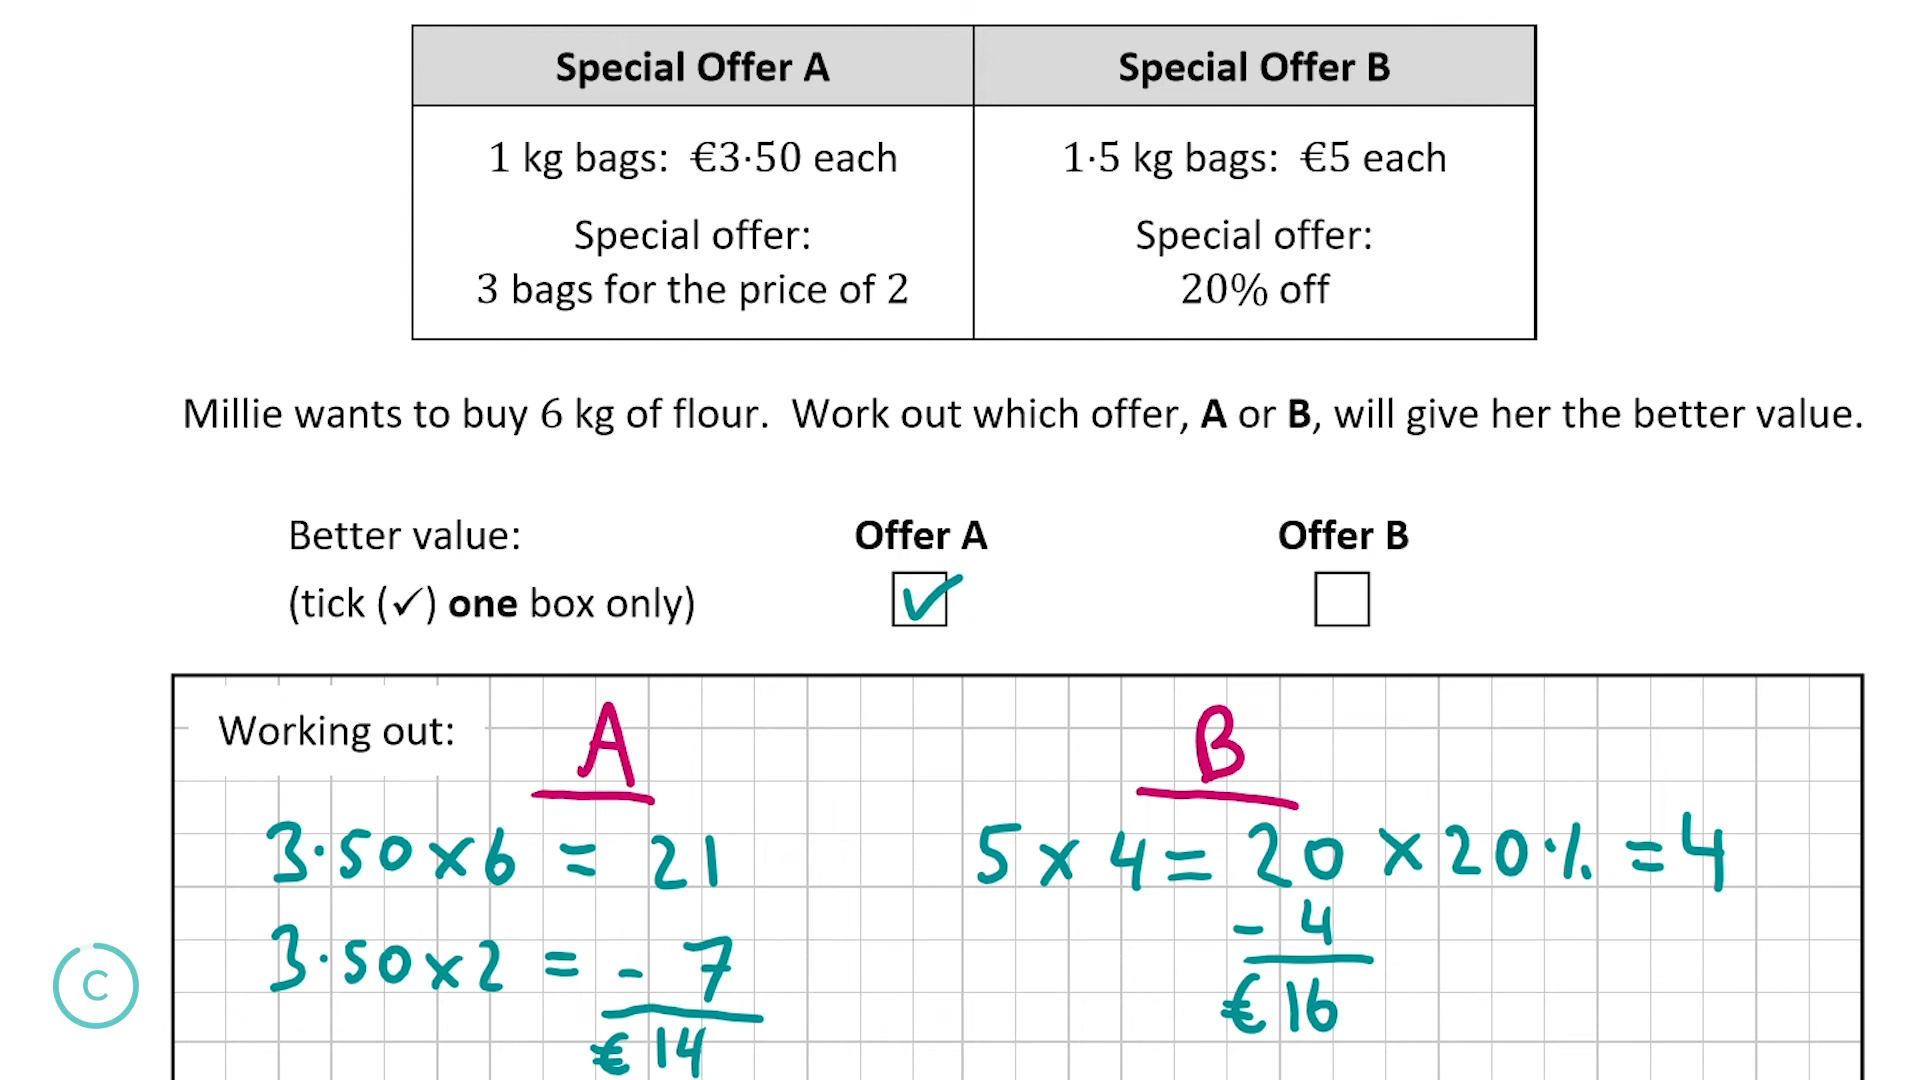 Special Offer A Special Offer B
1 kg bags: €3·50 each 1·5 kg bags: €5 each
Special offer: Special offer:
3 bags for the price of 2 20% off
Millie wants to buy 6 kg of flour. Work out which offer, A or B, will give her the better value.
Better value: Offer A Offer B
(tick (✓) one box only) ✓
Working out: A B
3·50 × 6 = 21 5 × 4 = 20 × 20% = 4
- 4
3·50 × 2 = - 7
€16
€14
C